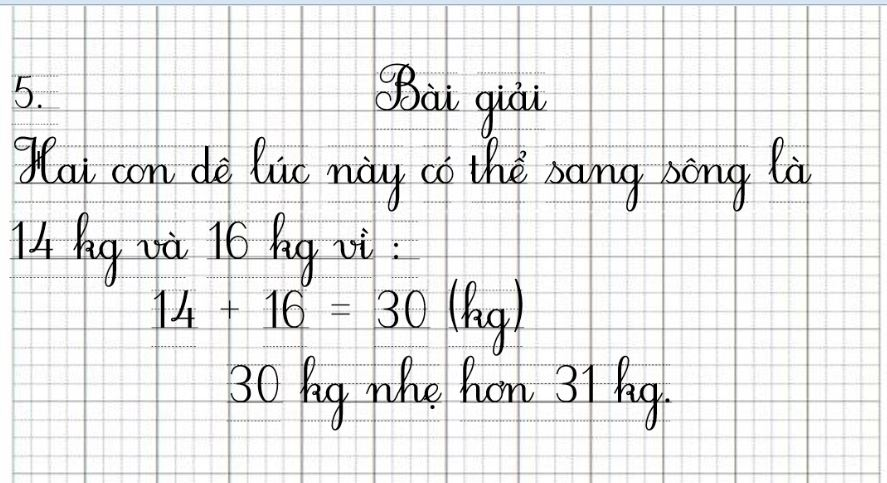 5. Bài giải
Hai con dê lúc này có thể sang sông là
14 kg và 16 kg vì :
14 + 16 = 30 (kg)
30 kg nhẹ hơn 31 kg.